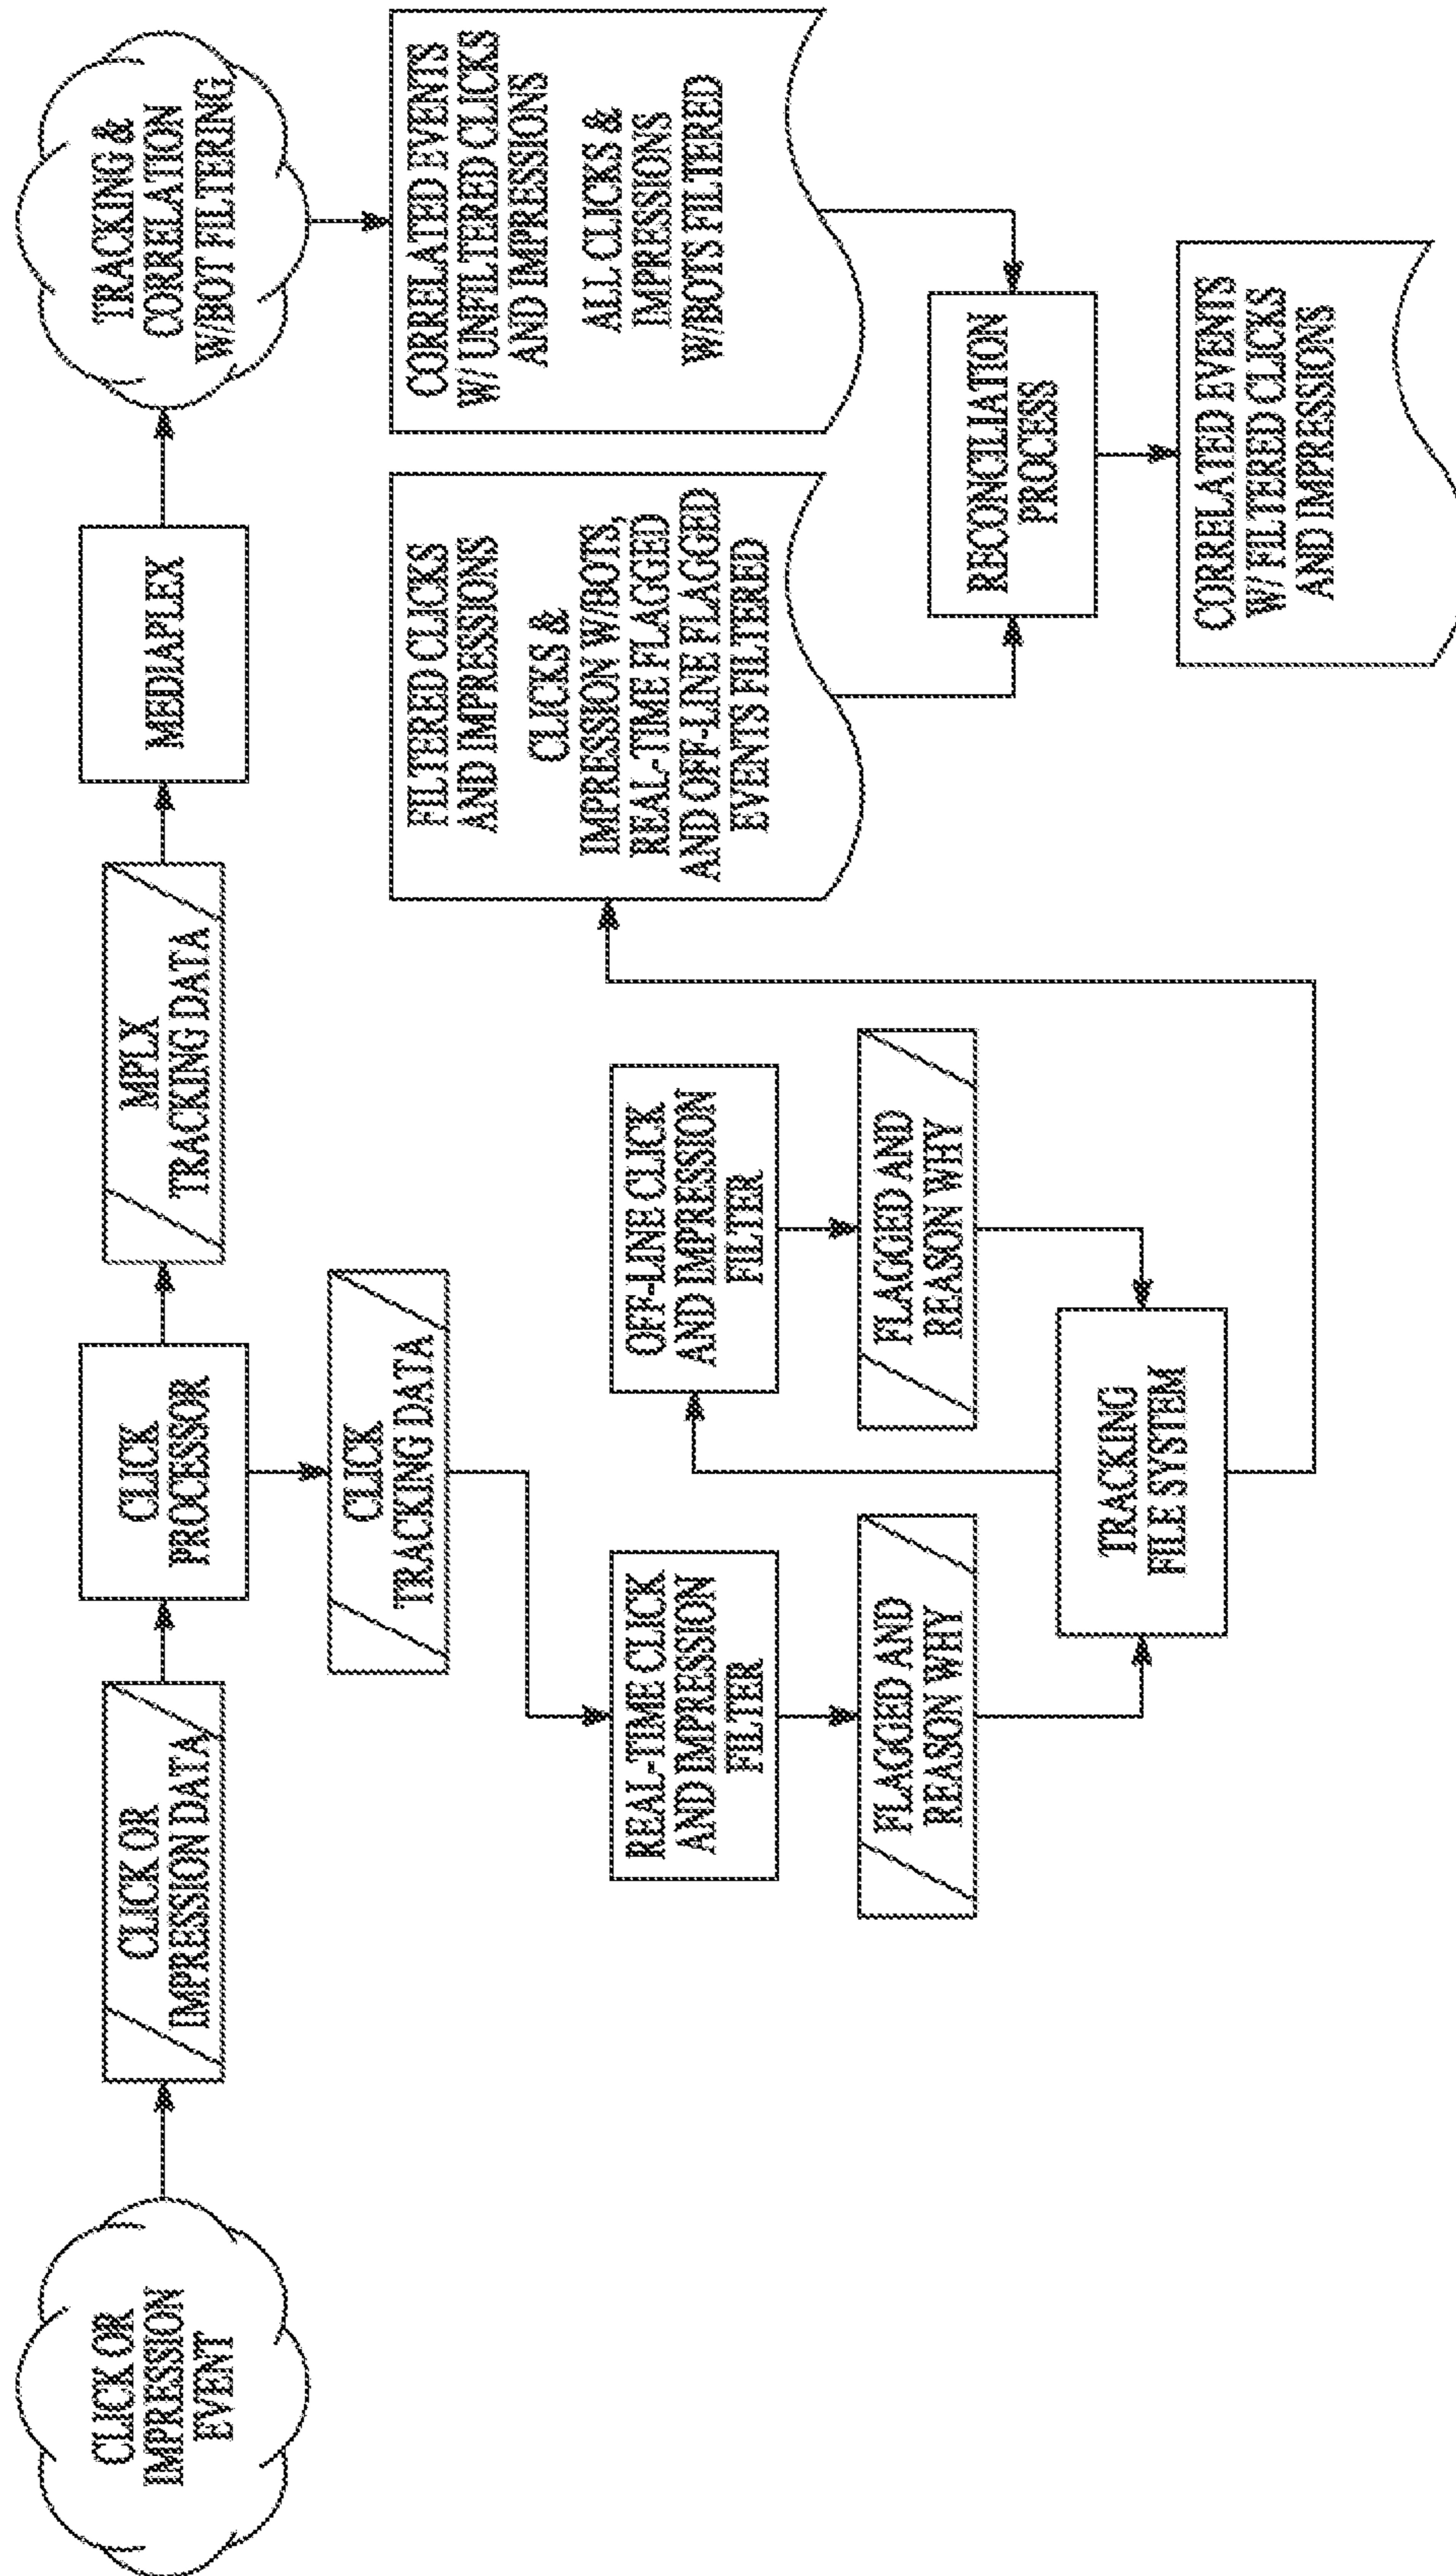 CLICK OR
IMPRESSION
EVENT
CLICK OR
IMPRESSION DATA
CLICK
PROCESSOR
MPLX
TRACKING DATA
MEDIAPLEX
TRACKING &
CORRELATION
W/BOT FILTERING
CLICK
TRACKING DATA
REAL-TIME CLICK
AND IMPRESSION
FILTER
FLAGGED AND
REASON WHY
OFF-LINE CLICK
AND IMPRESSION
FILTER
FLAGGED AND
REASON WHY
TRACKING
FILE SYSTEM
FILTERED CLICKS
AND IMPRESSIONS
CLICKS &
IMPRESSION W/BOTS,
REAL-TIME FLAGGED
AND OFF-LINE FLAGGED
EVENTS FILTERED
CORRELATED EVENTS
W/ UNFILTERED CLICKS
AND IMPRESSIONS
ALL CLICKS &
IMPRESSIONS
W/BOTS FILTERED
RECONCILIATION
PROCESS
CORRELATED EVENTS
W/ FILTERED CLICKS
AND IMPRESSIONS